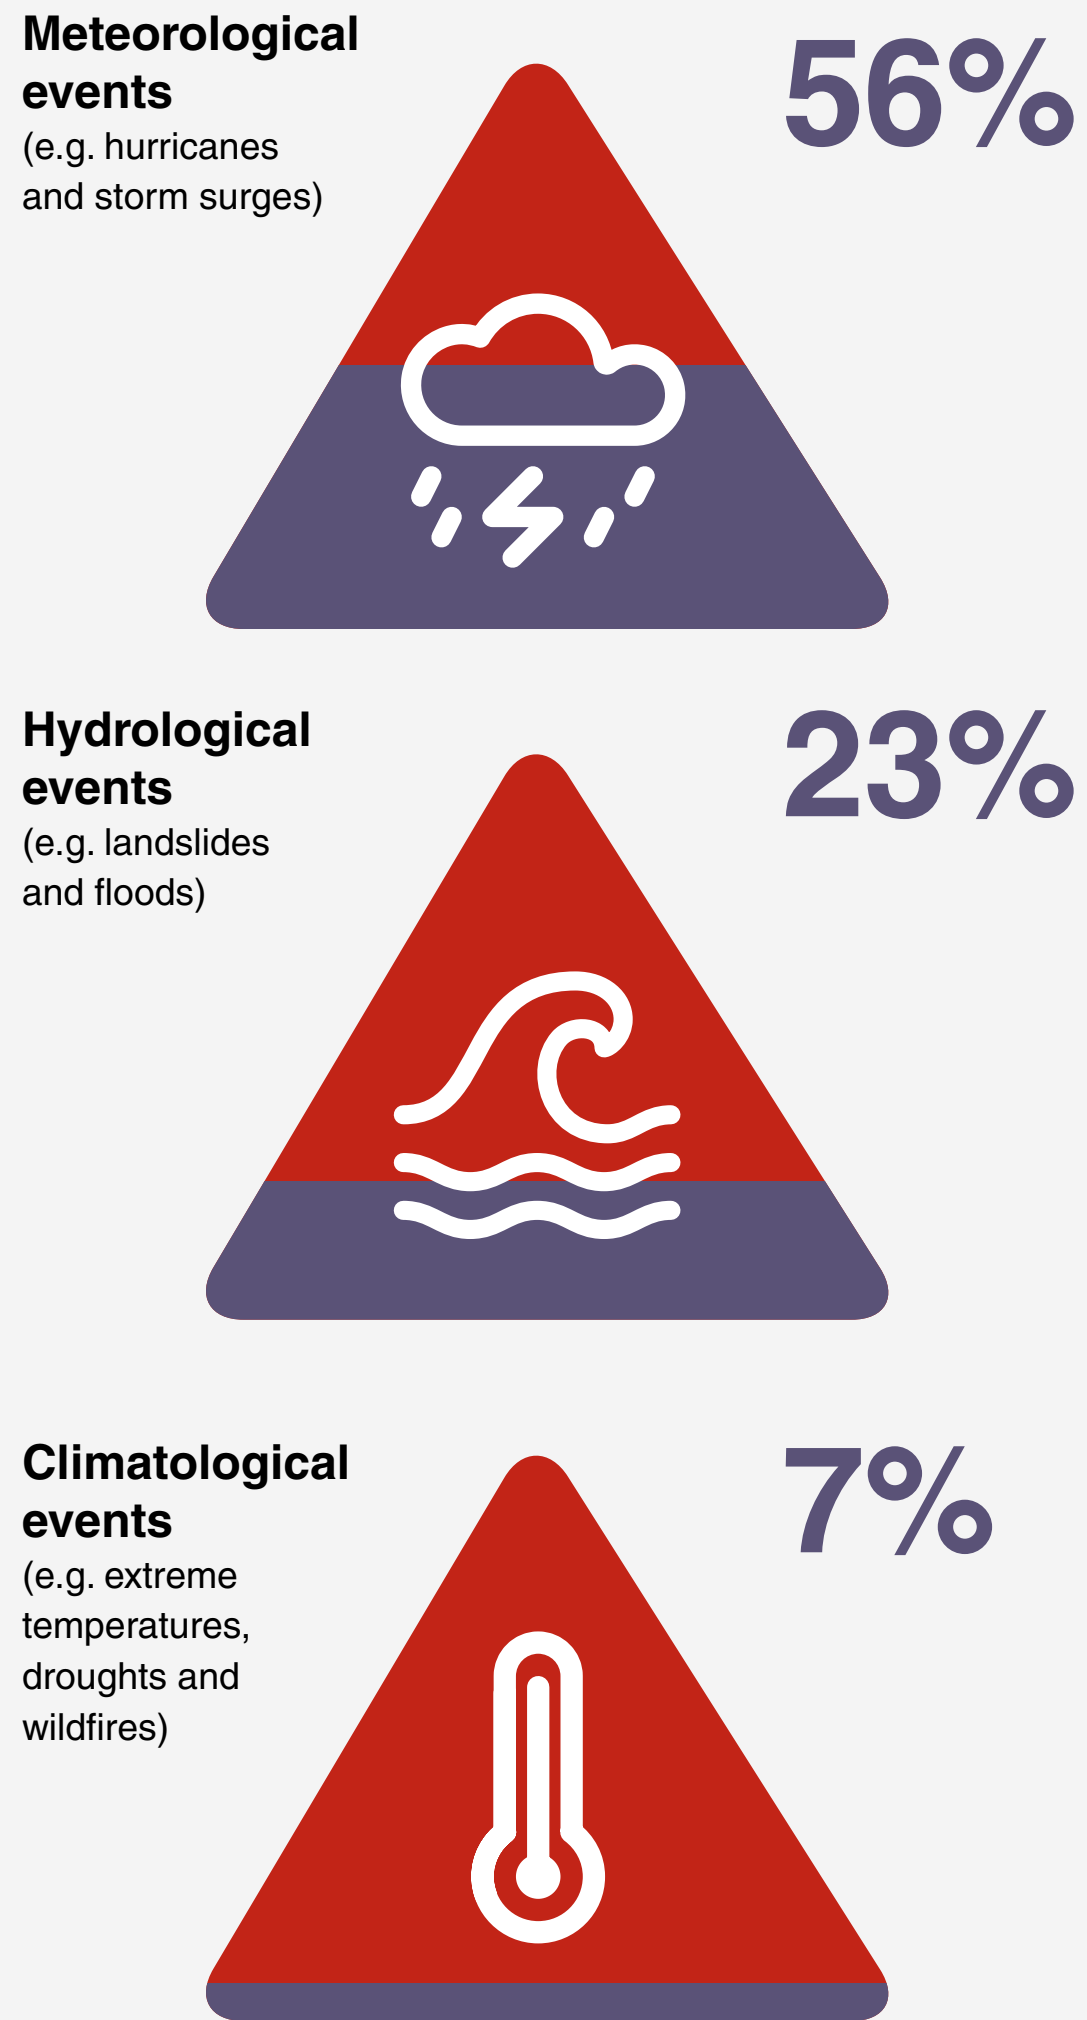 Meteorological
events
(e.g. hurricanes
and storm surges)
56%
Hydrological
events
(e.g. landslides
and floods)
23%
Climatological
events
(e.g. extreme
temperatures,
droughts and
wildfires)
7%